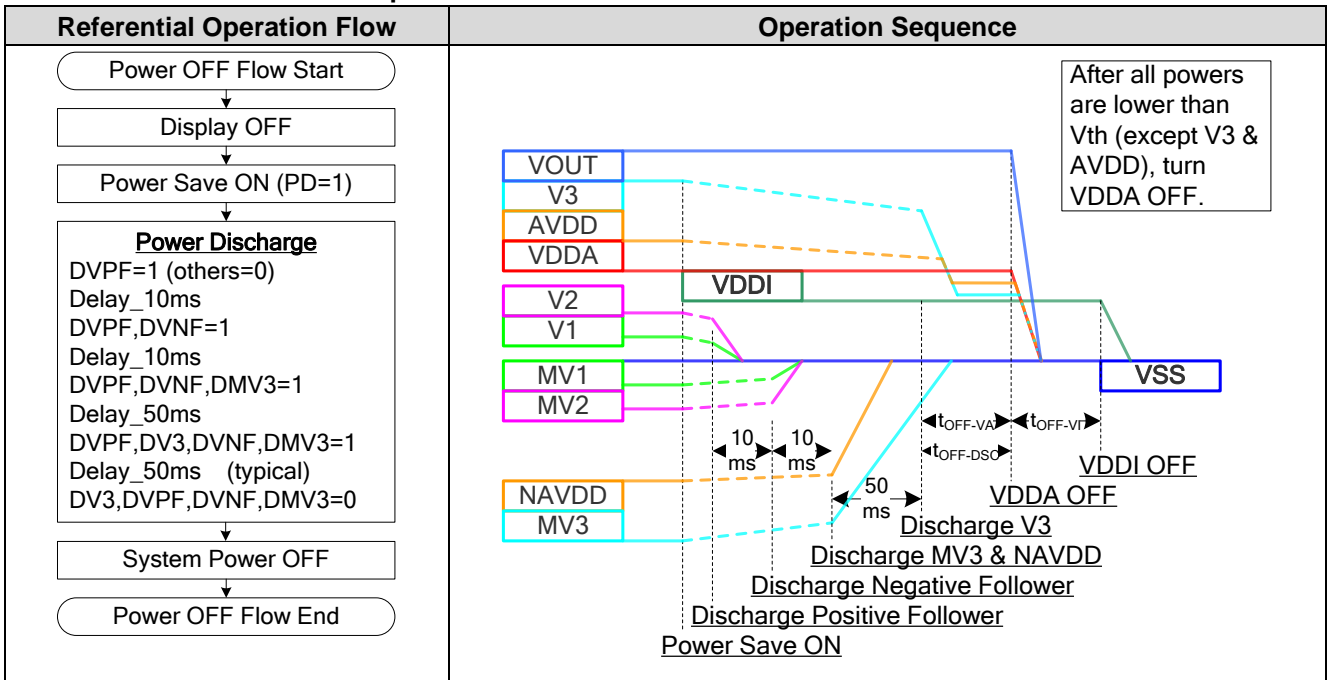 Referential Operation Flow
Operation Sequence
Power OFF Flow Start
Display OFF
Power Save ON (PD=1)
Power Discharge
DVPF=1 (others=0)
Delay_10ms
DVPF,DVNF=1
Delay_10ms
DVPF,DVNF,DMV3=1
Delay_50ms
DVPF,DV3,DVNF,DMV3=1
Delay_50ms (typical)
DV3,DVPF,DVNF,DMV3=0
System Power OFF
Power OFF Flow End
After all powers
are lower than
Vth (except V3 &
AVDD), turn
VDDA OFF.
VOUT
V3
AVDD
VDDA
VDDI
V2
V1
MV1
MV2
VSS
10
ms
10
ms
tOFF-VA
tOFF-VI
tOFF-DSC
NAVDD
MV3
50
ms
VDDI OFF
VDDA OFF
Discharge V3
Discharge MV3 & NAVDD
Discharge Negative Follower
Discharge Positive Follower
Power Save ON